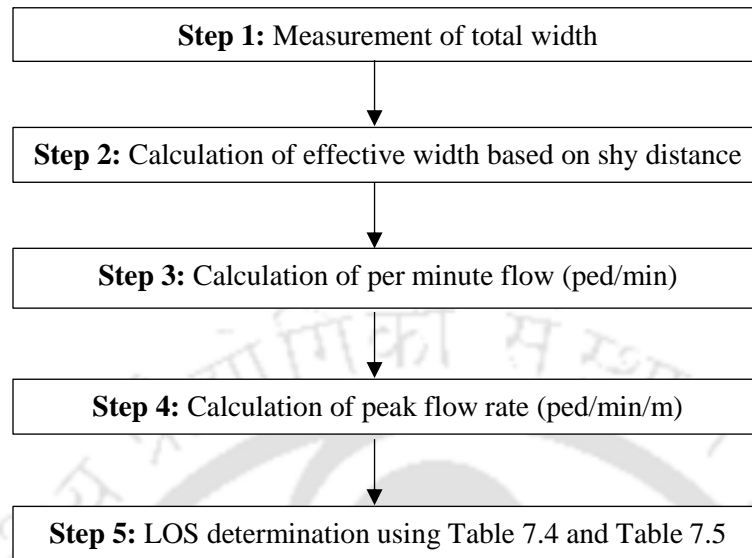 Step 1: Measurement of total width
Step 2: Calculation of effective width based on shy distance
Step 3: Calculation of per minute flow (ped/min)
Step 4: Calculation of peak flow rate (ped/min/m)
Step 5: LOS determination using Table 7.4 and Table 7.5